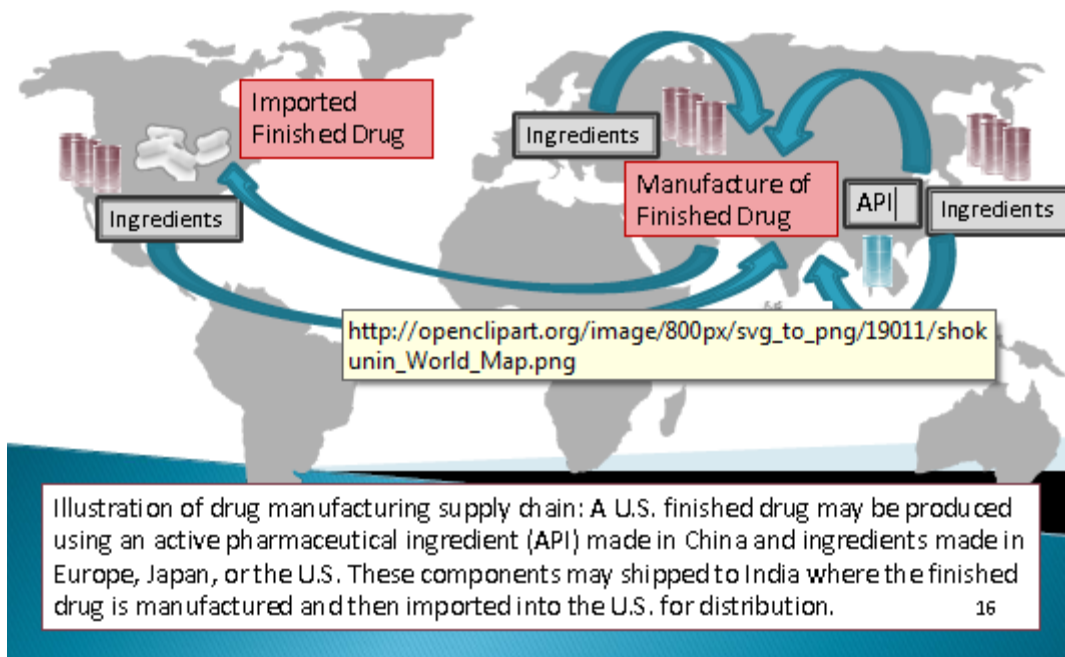 Imported
Finished Drug
Ingredients
Manufacture of
Finished Drug
API
Ingredients
Ingredients
http://openclipart.org/image/800px/svg_to_png/19011/shok
unin_World_Map.png
Illustration of drug manufacturing supply chain: A U.S. finished drug may be produced
using an active pharmaceutical ingredient (API) made in China and ingredients made in
Europe, Japan, or the U.S. These components may shipped to India where the finished
drug is manufactured and then imported into the U.S. for distribution.
16